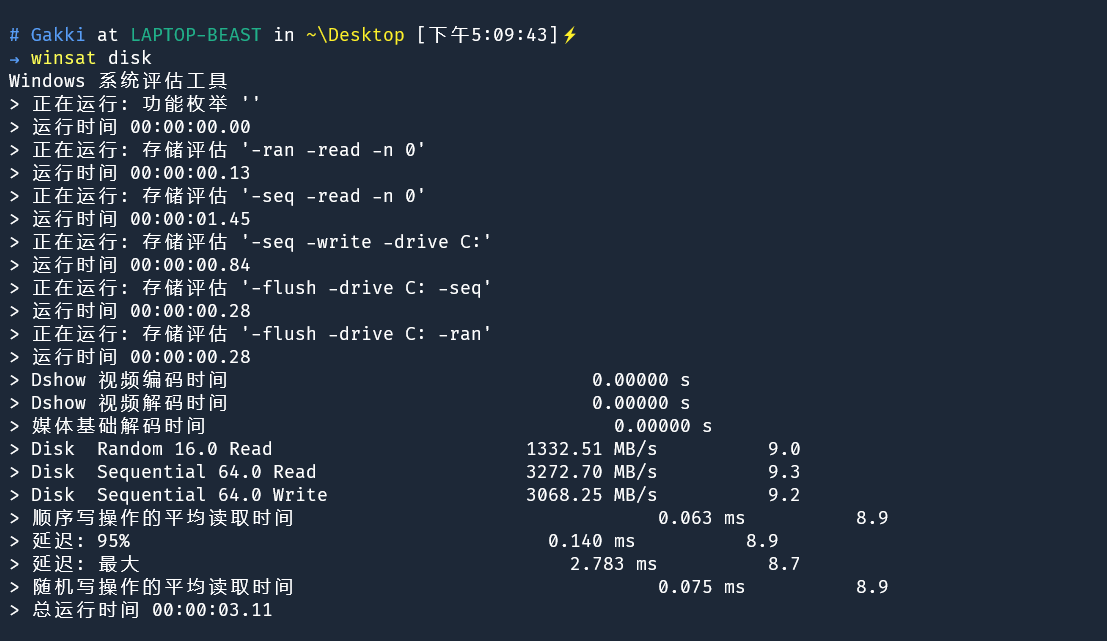 # Gakki at LAPTOP-BEAST in ~\Desktop [下午5:09:43]⚡
→ winsat disk
Windows 系统评估工具
> 正在运行: 功能枚举 ''
> 运行时间 00:00:00.00
> 正在运行: 存储评估 '-ran -read -n 0'
> 运行时间 00:00:00.13
> 正在运行: 存储评估 '-seq -read -n 0'
> 运行时间 00:00:01.45
> 正在运行: 存储评估 '-seq -write -drive C:'
> 运行时间 00:00:00.84
> 正在运行: 存储评估 '-flush -drive C: -seq'
> 运行时间 00:00:00.28
> 正在运行: 存储评估 '-flush -drive C: -ran'
> 运行时间 00:00:00.28
> Dshow 视频编码时间 0.00000 s
> Dshow 视频解码时间 0.00000 s
> 媒体基础解码时间 0.00000 s
> Disk Random 16.0 Read 1332.51 MB/s 9.0
> Disk Sequential 64.0 Read 3272.70 MB/s 9.3
> Disk Sequential 64.0 Write 3068.25 MB/s 9.2
> 顺序写操作的平均读取时间 0.063 ms 8.9
> 延迟: 95% 0.140 ms 8.9
> 延迟: 最大 2.783 ms 8.7
> 随机写操作的平均读取时间 0.075 ms 8.9
> 总运行时间 00:00:03.11